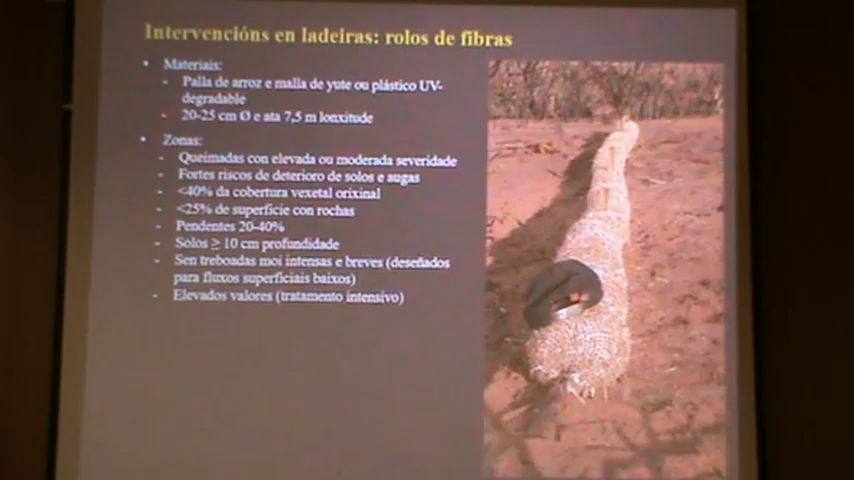 Intervencións en ladeiras: rolos de fibras
• Materiais:
- Palla de arroz e malla de yute ou plástico UV-
degradable
- 20-25 cm Ø e ata 7,5 m lonxitude
• Zonas:
- Queimadas con elevada ou moderada severidade
- Fortes riscos de deterioro de solos e augas
- <40% da cobertura vexetal orixinal
- <25% de superficie con rochas
- Pendentes 20-40%
- Solos ≥ 10 cm profundidade
- Sen treboadas moi intensas e breves (deseñados
para fluxos superficiais baixos)
- Elevados valores (tratamento intensivo)